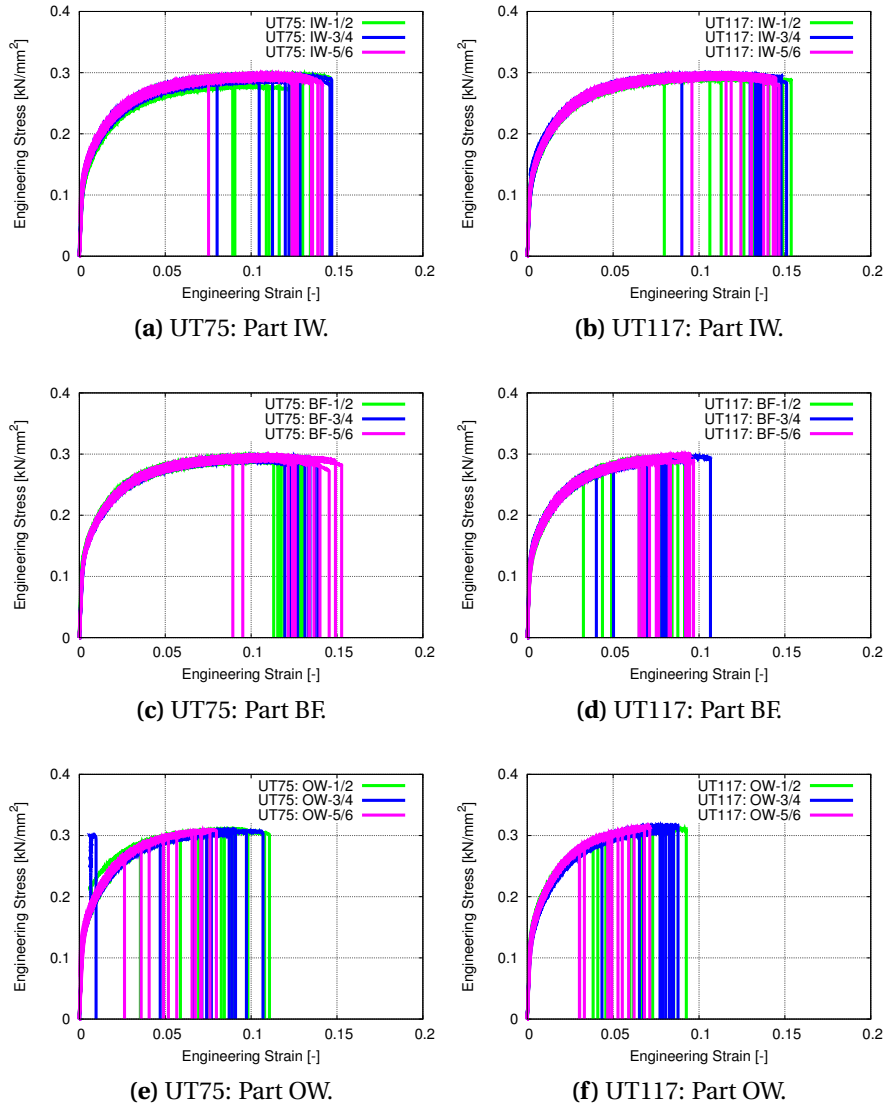 UT75: IW-1/2
UT75: IW-3/4
UT75: IW-5/6
Engineering Stress [kN/mm²]
0.4
0.3
0.2
0.1
0
0 0.05 0.1 0.15 0.2
Engineering Strain [-]
(a) UT75: Part IW.
UT117: IW-1/2
UT117: IW-3/4
UT117: IW-5/6
Engineering Stress [kN/mm²]
0.4
0.3
0.2
0.1
0
0 0.05 0.1 0.15 0.2
Engineering Strain [-]
(b) UT117: Part IW.
UT75: BF-1/2
UT75: BF-3/4
UT75: BF-5/6
Engineering Stress [kN/mm²]
0.4
0.3
0.2
0.1
0
0 0.05 0.1 0.15 0.2
Engineering Strain [-]
(c) UT75: Part BF.
UT117: BF-1/2
UT117: BF-3/4
UT117: BF-5/6
Engineering Stress [kN/mm²]
0.4
0.3
0.2
0.1
0
0 0.05 0.1 0.15 0.2
Engineering Strain [-]
(d) UT117: Part BF.
UT75: OW-1/2
UT75: OW-3/4
UT75: OW-5/6
Engineering Stress [kN/mm²]
0.4
0.3
0.2
0.1
0
0 0.05 0.1 0.15 0.2
Engineering Strain [-]
(e) UT75: Part OW.
UT117: OW-1/2
UT117: OW-3/4
UT117: OW-5/6
Engineering Stress [kN/mm²]
0.4
0.3
0.2
0.1
0
0 0.05 0.1 0.15 0.2
Engineering Strain [-]
(f) UT117: Part OW.